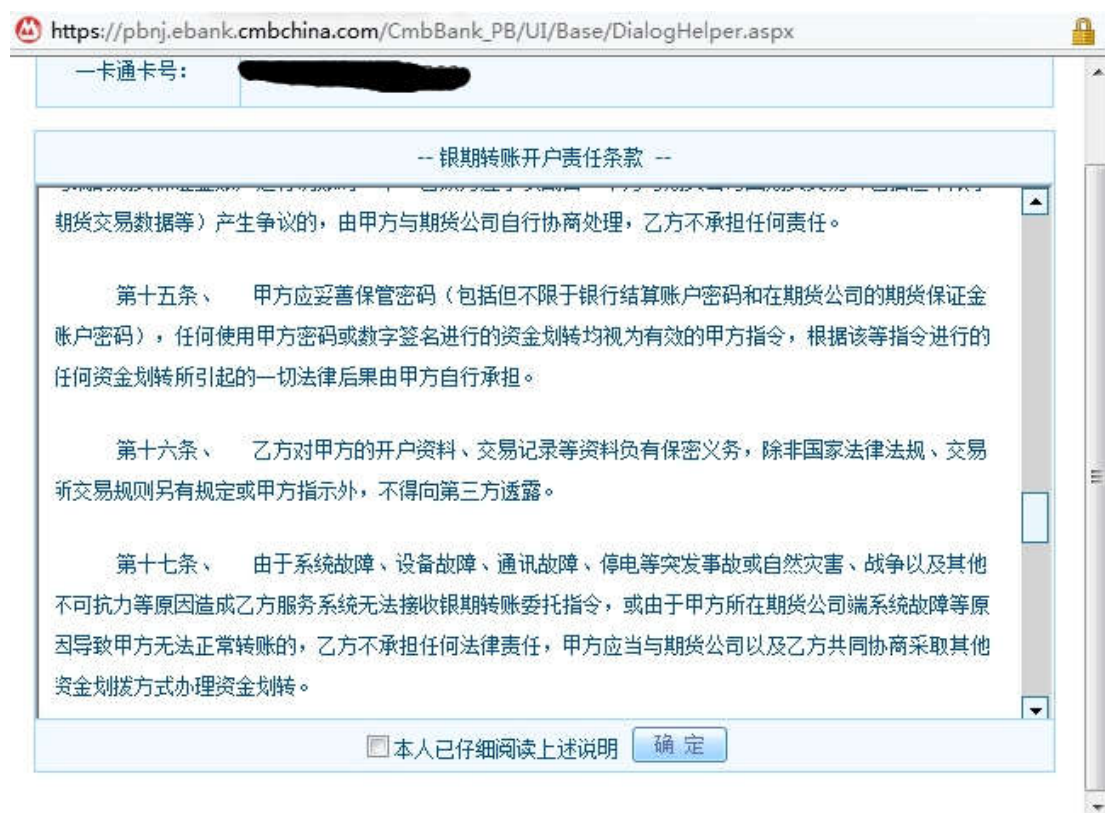 https://pbnj.ebank.cmbchina.com/CmbBank_PB/UI/Base/DialogHelper.aspx
一卡通卡号：
-- 银期转账开户责任条款 --
期货交易数据等）产生争议的，由甲方与期货公司自行协商处理，乙方不承担任何责任。
第十五条、 甲方应妥善保管密码（包括但不限于银行结算账户密码和在期货公司的期货保证金
账户密码），任何使用甲方密码或数字签名进行的资金划转均视为有效的甲方指令，根据该等指令进行的
任何资金划转所引起的一切法律后果由甲方自行承担。
第十六条、 乙方对甲方的开户资料、交易记录等资料负有保密义务，除非国家法律法规、交易
所交易规则另有规定或甲方指示外，不得向第三方透露。
第十七条、 由于系统故障、设备故障、通讯故障、停电等突发事故或自然灾害、战争以及其他
不可抗力等原因造成乙方服务系统无法接收银期转账委托指令，或由于甲方所在期货公司端系统故障等原
因导致甲方无法正常转账的，乙方不承担任何法律责任，甲方应当与期货公司以及乙方共同协商采取其他
资金划拨方式办理资金划转。
本人已仔细阅读上述说明 确 定